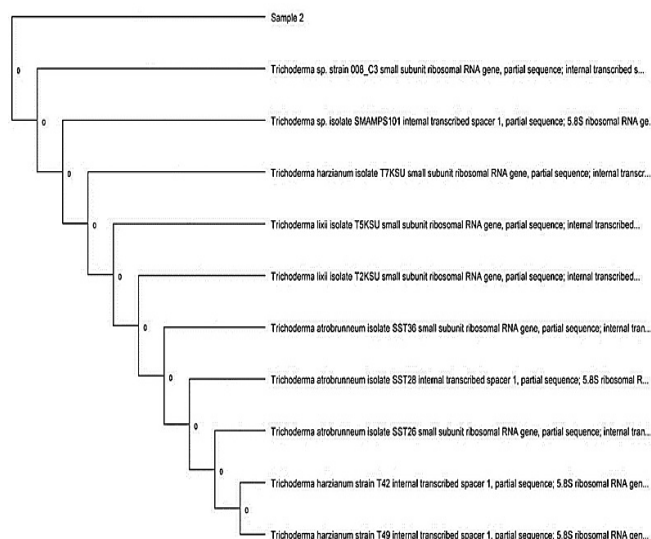 Sample 2
0
Trichoderma sp. strain 008_C3 small subunit ribosomal RNA gene, partial sequence; internal transcribed s...
0
Trichoderma sp. isolate SMAMPS101 internal transcribed spacer 1, partial sequence; 5.8S ribosomal RNA ge.
0
Trichoderma harzianum isolate T7KSU small subunit ribosomal RNA gene, partial sequence; internal transcr...
0
Trichoderma lixii isolate T5KSU small subunit ribosomal RNA gene, partial sequence; internal transcribed...
0
Trichoderma lixii isolate T2KSU small subunit ribosomal RNA gene, partial sequence; internal transcribed...
0
Trichoderma atrobrunneum isolate SST36 small subunit ribosomal RNA gene, partial sequence; internal tran...
0
Trichoderma atrobrunneum isolate SST28 internal transcribed spacer 1, partial sequence; 5.8S ribosomal R...
0
Trichoderma atrobrunneum isolate SST26 small subunit ribosomal RNA gene, partial sequence; internal tran...
0
Trichoderma harzianum strain T42 internal transcribed spacer 1, partial sequence; 5.8S ribosomal RNA gen...
0
Trichoderma harzianum strain T49 internal transcribed spacer 1, partial sequence; 5.8S ribosomal RNA gen...